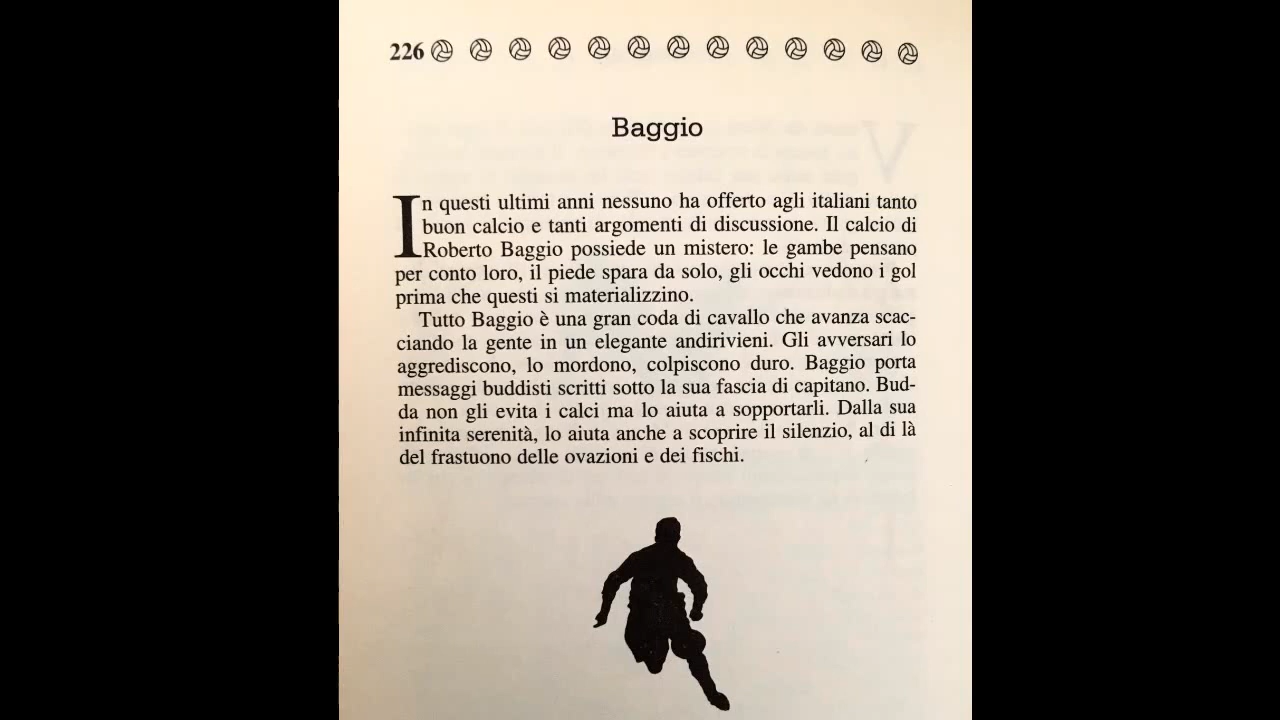 226
Baggio
In questi ultimi anni nessuno ha offerto agli italiani tanto
buon calcio e tanti argomenti di discussione. Il calcio di
Roberto Baggio possiede un mistero: le gambe pensano
per conto loro, il piede spara da solo, gli occhi vedono i gol
prima che questi si materializzino.
Tutto Baggio è una gran coda di cavallo che avanza scac-
ciando la gente in un elegante andirivieni. Gli avversari lo
aggrediscono, lo mordono, colpiscono duro. Baggio porta
messaggi buddisti scritti sotto la sua fascia di capitano. Bud-
da non gli evita i calci ma lo aiuta a sopportarli. Dalla sua
infinita serenità, lo aiuta anche a scoprire il silenzio, al di là
del frastuono delle ovazioni e dei fischi.